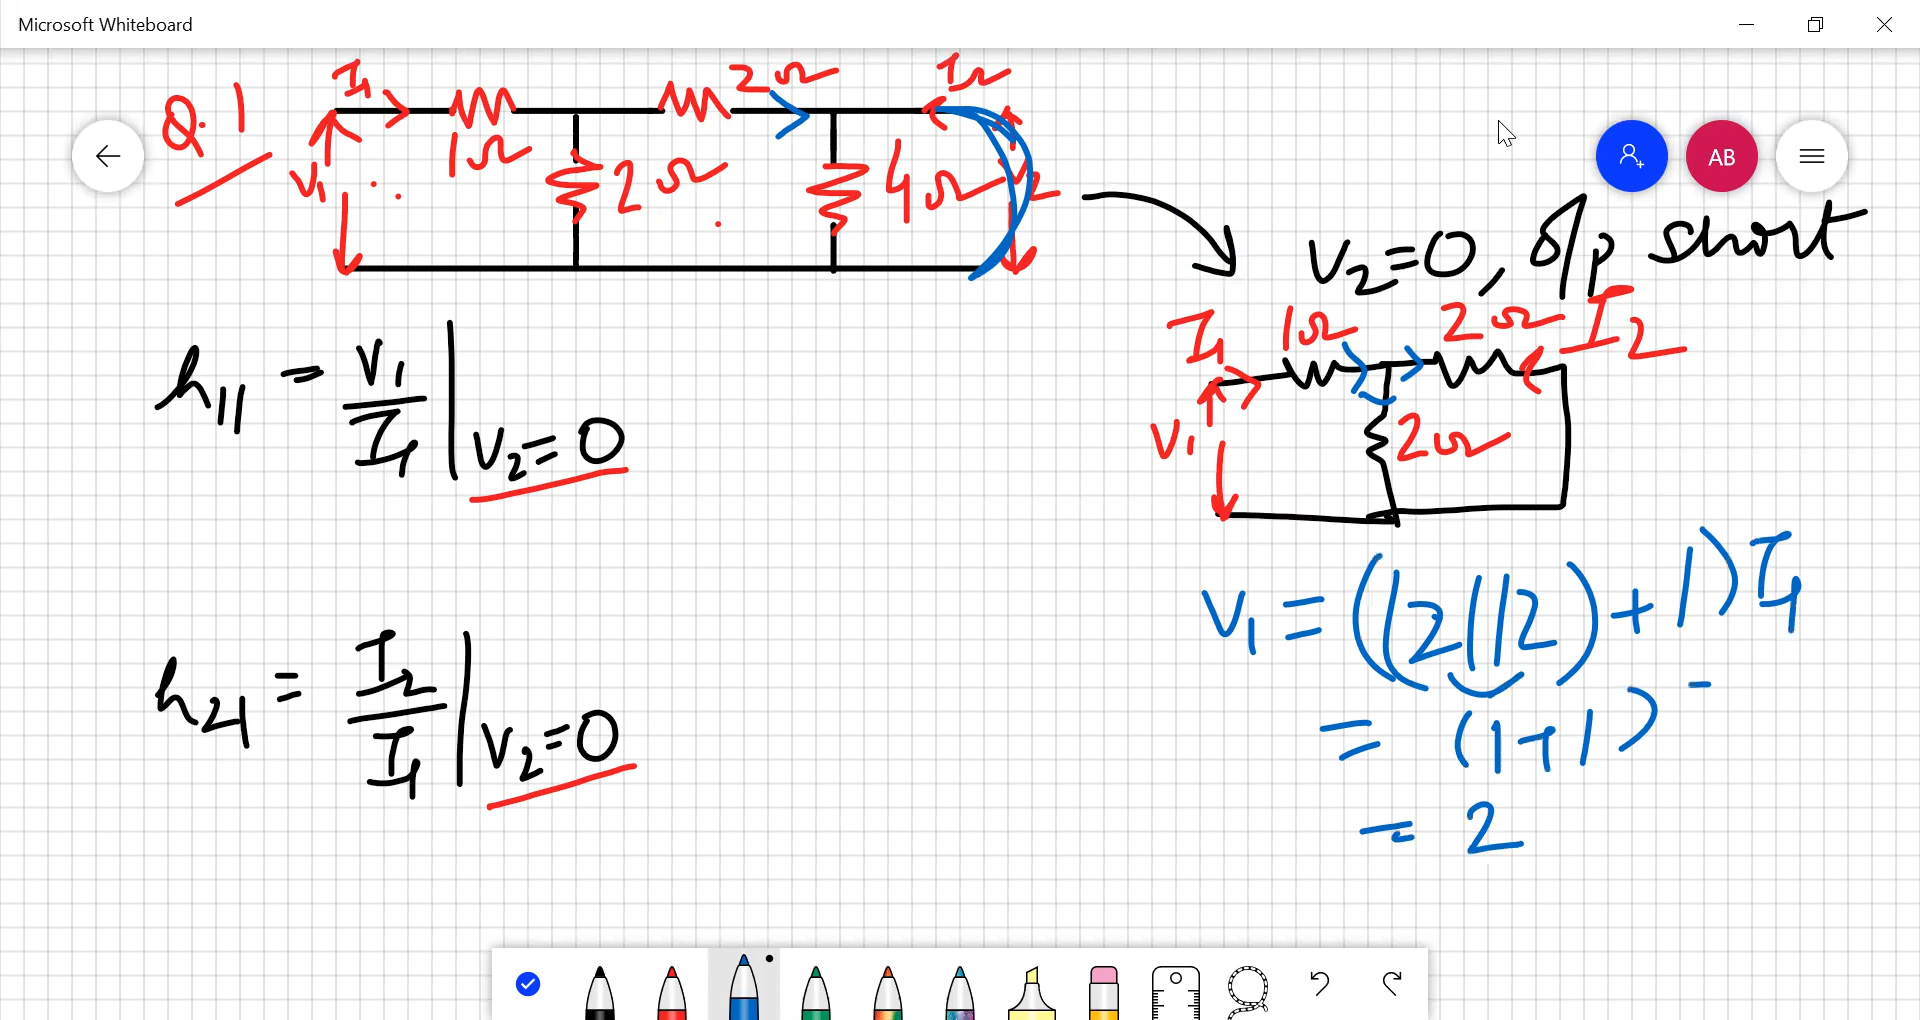 Microsoft Whiteboard
Q.1
I1 1Ω 2Ω I2
V1 2Ω 4Ω V2
AB
V2=0, o/p short
I1 1Ω 2Ω I2
V1 2Ω
h11 = V1/I1 | V2=0
V1 = ((2||2)+1) I1
= (1+1)
= 2
h21 = I2/I1 | V2=0